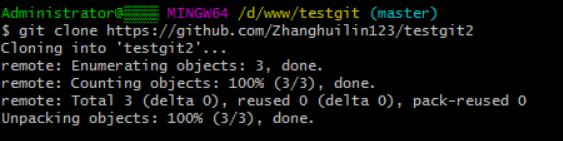 Administrator@▒▒▒▒ MINGW64 /d/www/testgit (master)
$ git clone https://github.com/Zhanghuilin123/testgit2
Cloning into 'testgit2'...
remote: Enumerating objects: 3, done.
remote: Counting objects: 100% (3/3), done.
remote: Total 3 (delta 0), reused 0 (delta 0), pack-reused 0
Unpacking objects: 100% (3/3), done.